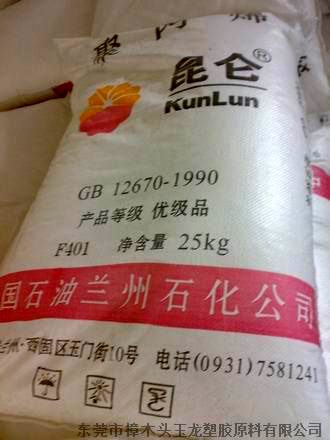 聚丙烯
昆仑®
KunLun
GB 12670-1990
产品等级 优级品
F401 净含量 25kg
国石油兰州石化公司
兰州·西固区玉门街10号 电话(0931)7581241
东莞市樟木头玉龙塑胶原料有限公司